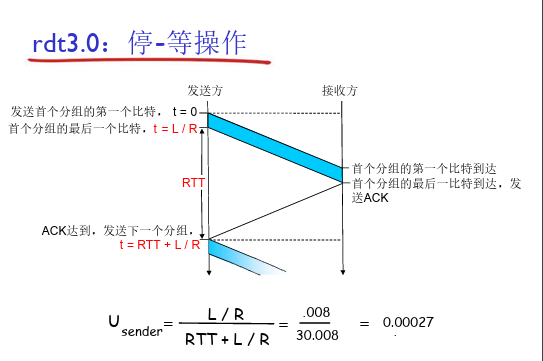 rdt3.0：停-等操作
发送方
接收方
发送首个分组的第一个比特， t = 0
首个分组的最后一个比特，t = L / R
RTT
首个分组的第一个比特到达
首个分组的最后一比特到达，发
送ACK
ACK达到，发送下一个分组，
t = RTT + L / R
U sender = L / R / RTT + L / R = .008 / 30.008 = 0.00027